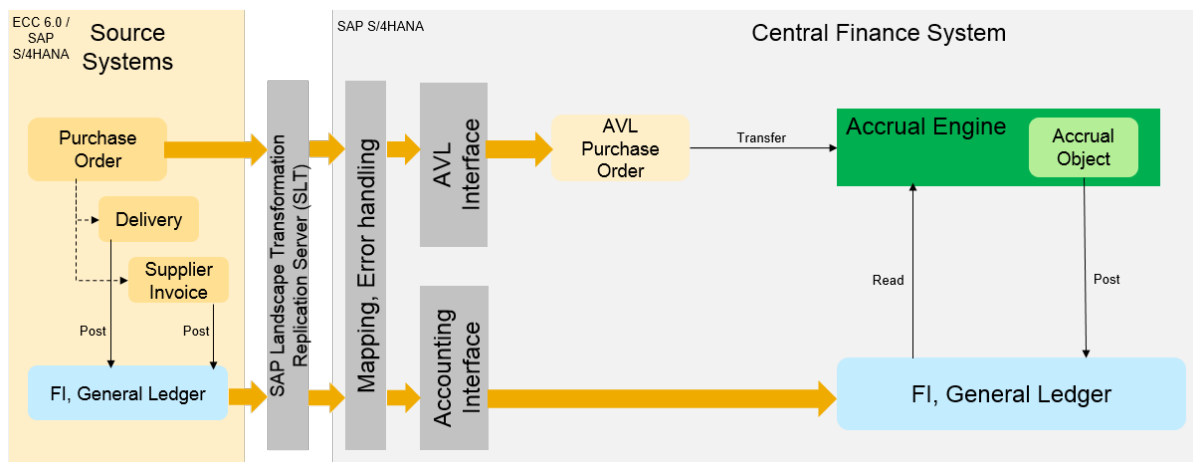 ECC 6.0 /
SAP
S/4HANA
Source
Systems
SAP S/4HANA
Central Finance System
Purchase
Order
Delivery
Supplier
Invoice
Post
Post
FI, General Ledger
SAP Landscape Transformation
Replication Server (SLT)
Mapping, Error handling
AVL
Interface
Accounting
Interface
AVL
Purchase
Order
Transfer
Accrual Engine
Accrual
Object
Read
Post
FI, General Ledger